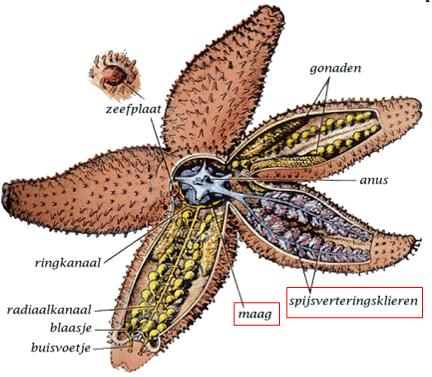 gonaden
zeefplaat
anus
ringkanaal
spijsverteringsklieren
radiaalkanaal
maag
blaasje
buisvoetje